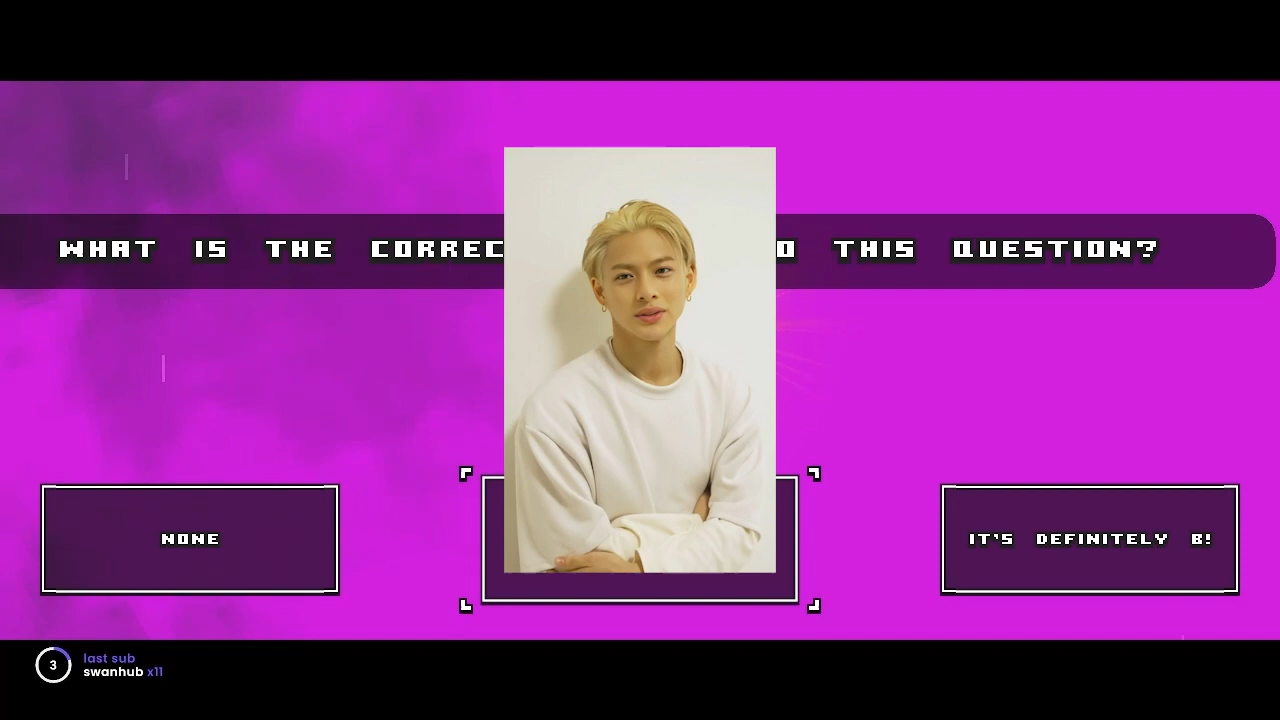 WHAT IS THE CORREC O THIS QUESTION?
NONE
IT'S DEFINITELY B!
3
last sub
swanhub x11